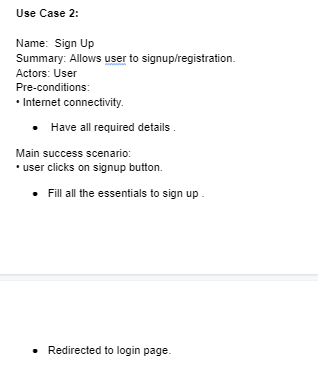 Use Case 2:
Name: Sign Up
Summary: Allows user to signup/registration.
Actors: User
Pre-conditions:
• Internet connectivity.
• Have all required details .
Main success scenario:
• user clicks on signup button.
• Fill all the essentials to sign up .
• Redirected to login page.